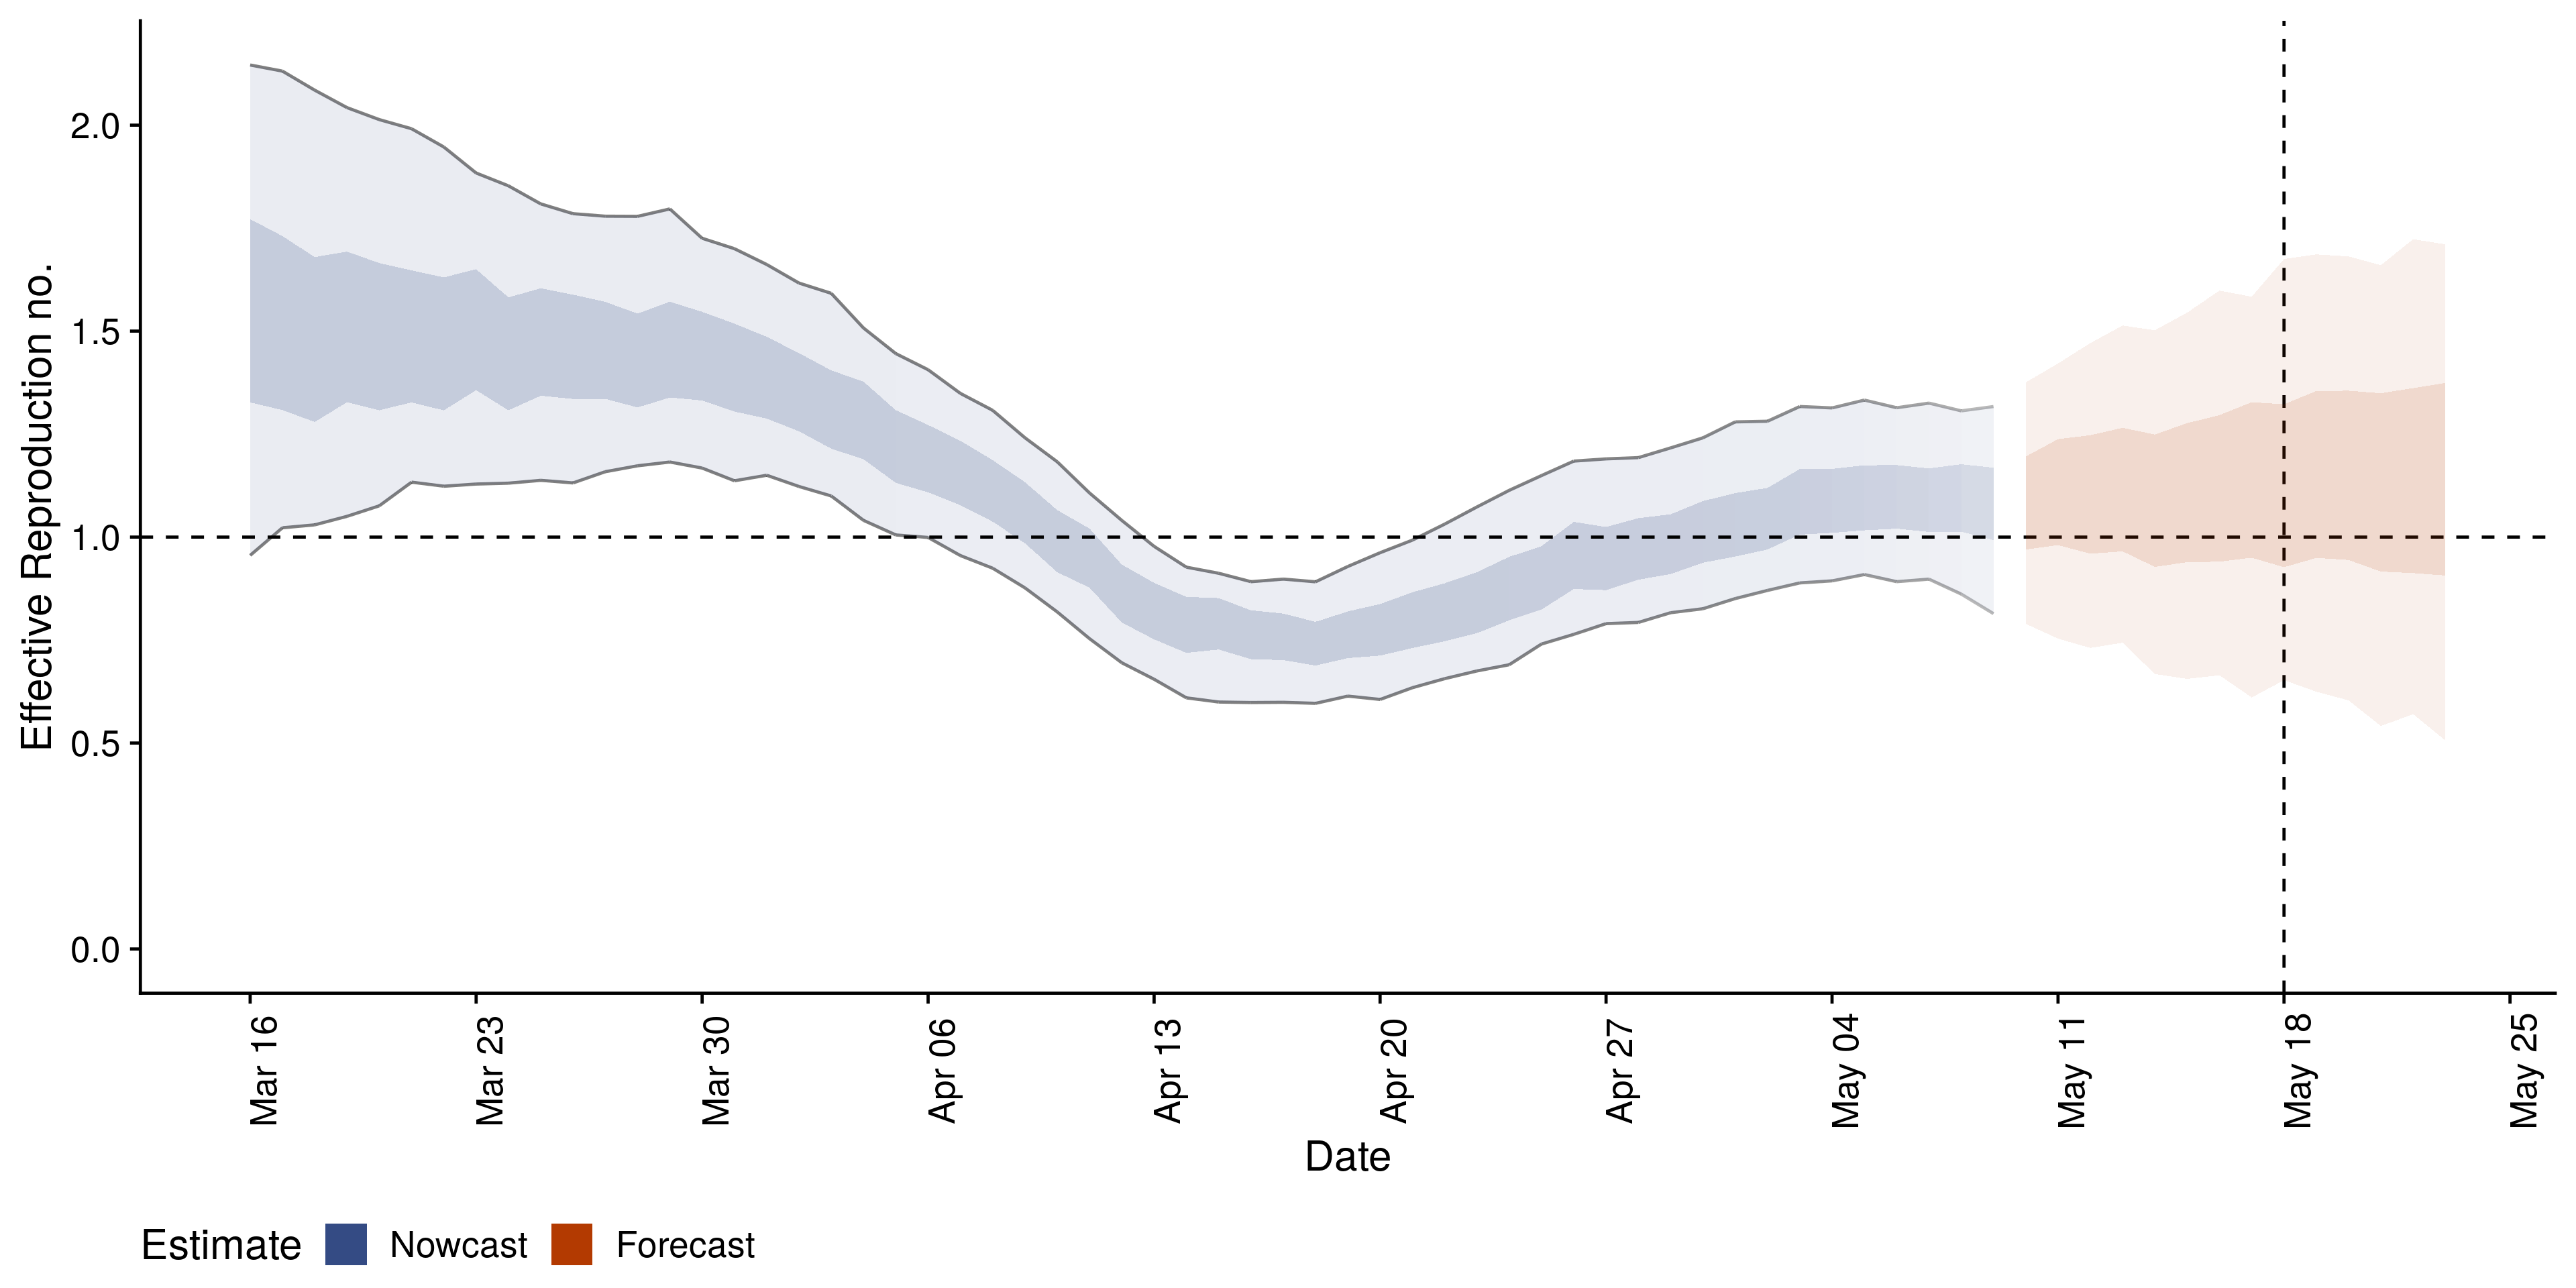 Effective Reproduction no.
2.0
1.5
1.0
0.5
0.0
Mar 16
Mar 23
Mar 30
Apr 06
Apr 13
Apr 20
Apr 27
May 04
May 11
May 18
May 25
Date
Estimate Nowcast Forecast